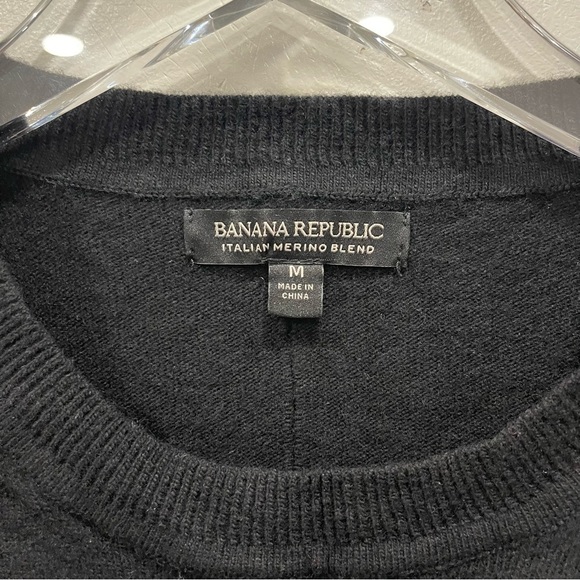 BANANA REPUBLIC
ITALIAN MERINO BLEND
M
MADE IN
CHINA